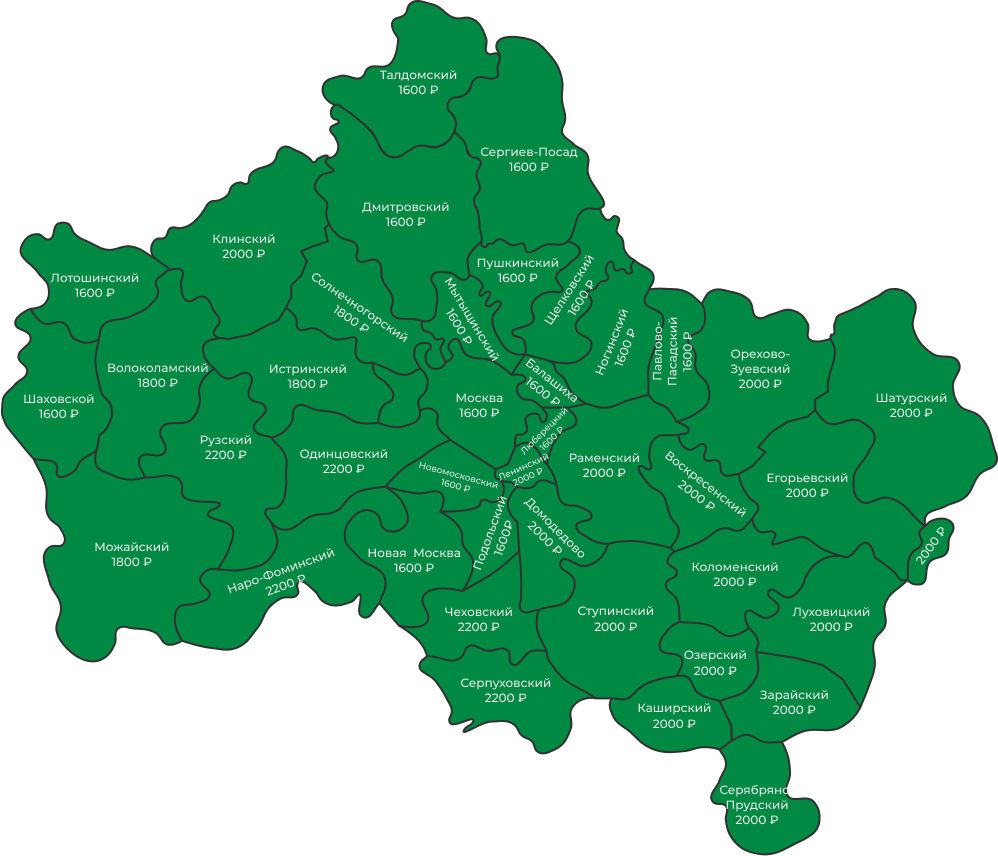 Талдомский
1600 ₽
Сергиев-Посад
1600 ₽
Дмитровский
1600 ₽
Клинский
2000 ₽
Лотошинский
1600 ₽
Пушкинский
1600 ₽
Щелковский
1600 ₽
Солнечногорский
1800 ₽
Мытыщинский
1600 ₽
Ногинский
1600 ₽
Павлово-
Пасадский
1600 ₽
Орехово-
Зуевский
2000 ₽
Волоколамский
1800 ₽
Истринский
1800 ₽
Балашиха
1600 ₽
Шаховской
1600 ₽
Москва
1600 ₽
Шатурский
2000 ₽
Рузский
2200 ₽
Одинцовский
2200 ₽
Люберецкий
1600 ₽
Новомосковский
1600 ₽
Ленинский
2000 ₽
Раменский
2000 ₽
Воскресенский
2000 ₽
Егорьевский
2000 ₽
Можайский
1800 ₽
Наро-Фоминский
2200 ₽
Новая Москва
1600 ₽
Подольский
1600₽
Домодедово
2000 ₽
2000 ₽
Коломенский
2000 ₽
Чеховский
2200 ₽
Ступинский
2000 ₽
Луховицкий
2000 ₽
Озерский
2000 ₽
Серпуховский
2200 ₽
Каширский
2000 ₽
Зарайский
2000 ₽
Серябряно
Прудский
2000 ₽